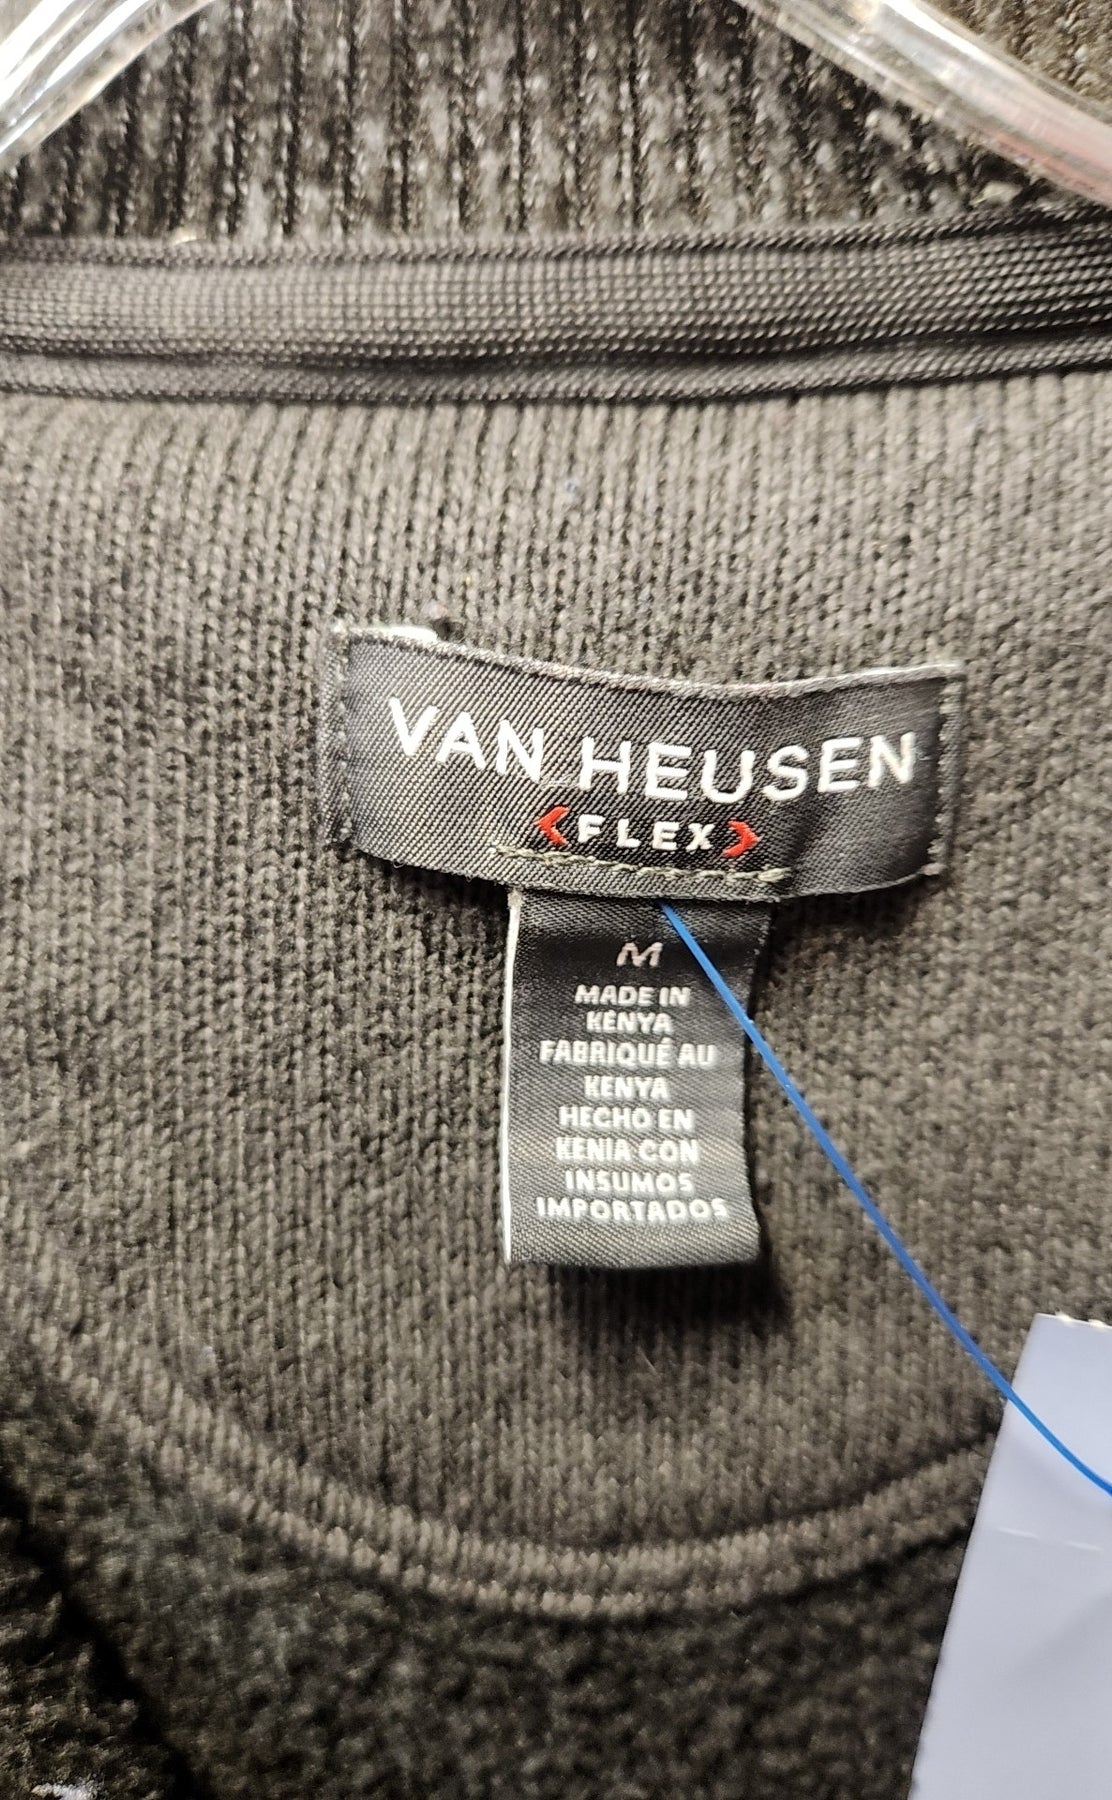 VAN HEUSEN
<FLEX>
M
MADE IN
KENYA
FABRIQUÉ AU
KENYA
HECHO EN
KENIA CON
INSUMOS
IMPORTADOS